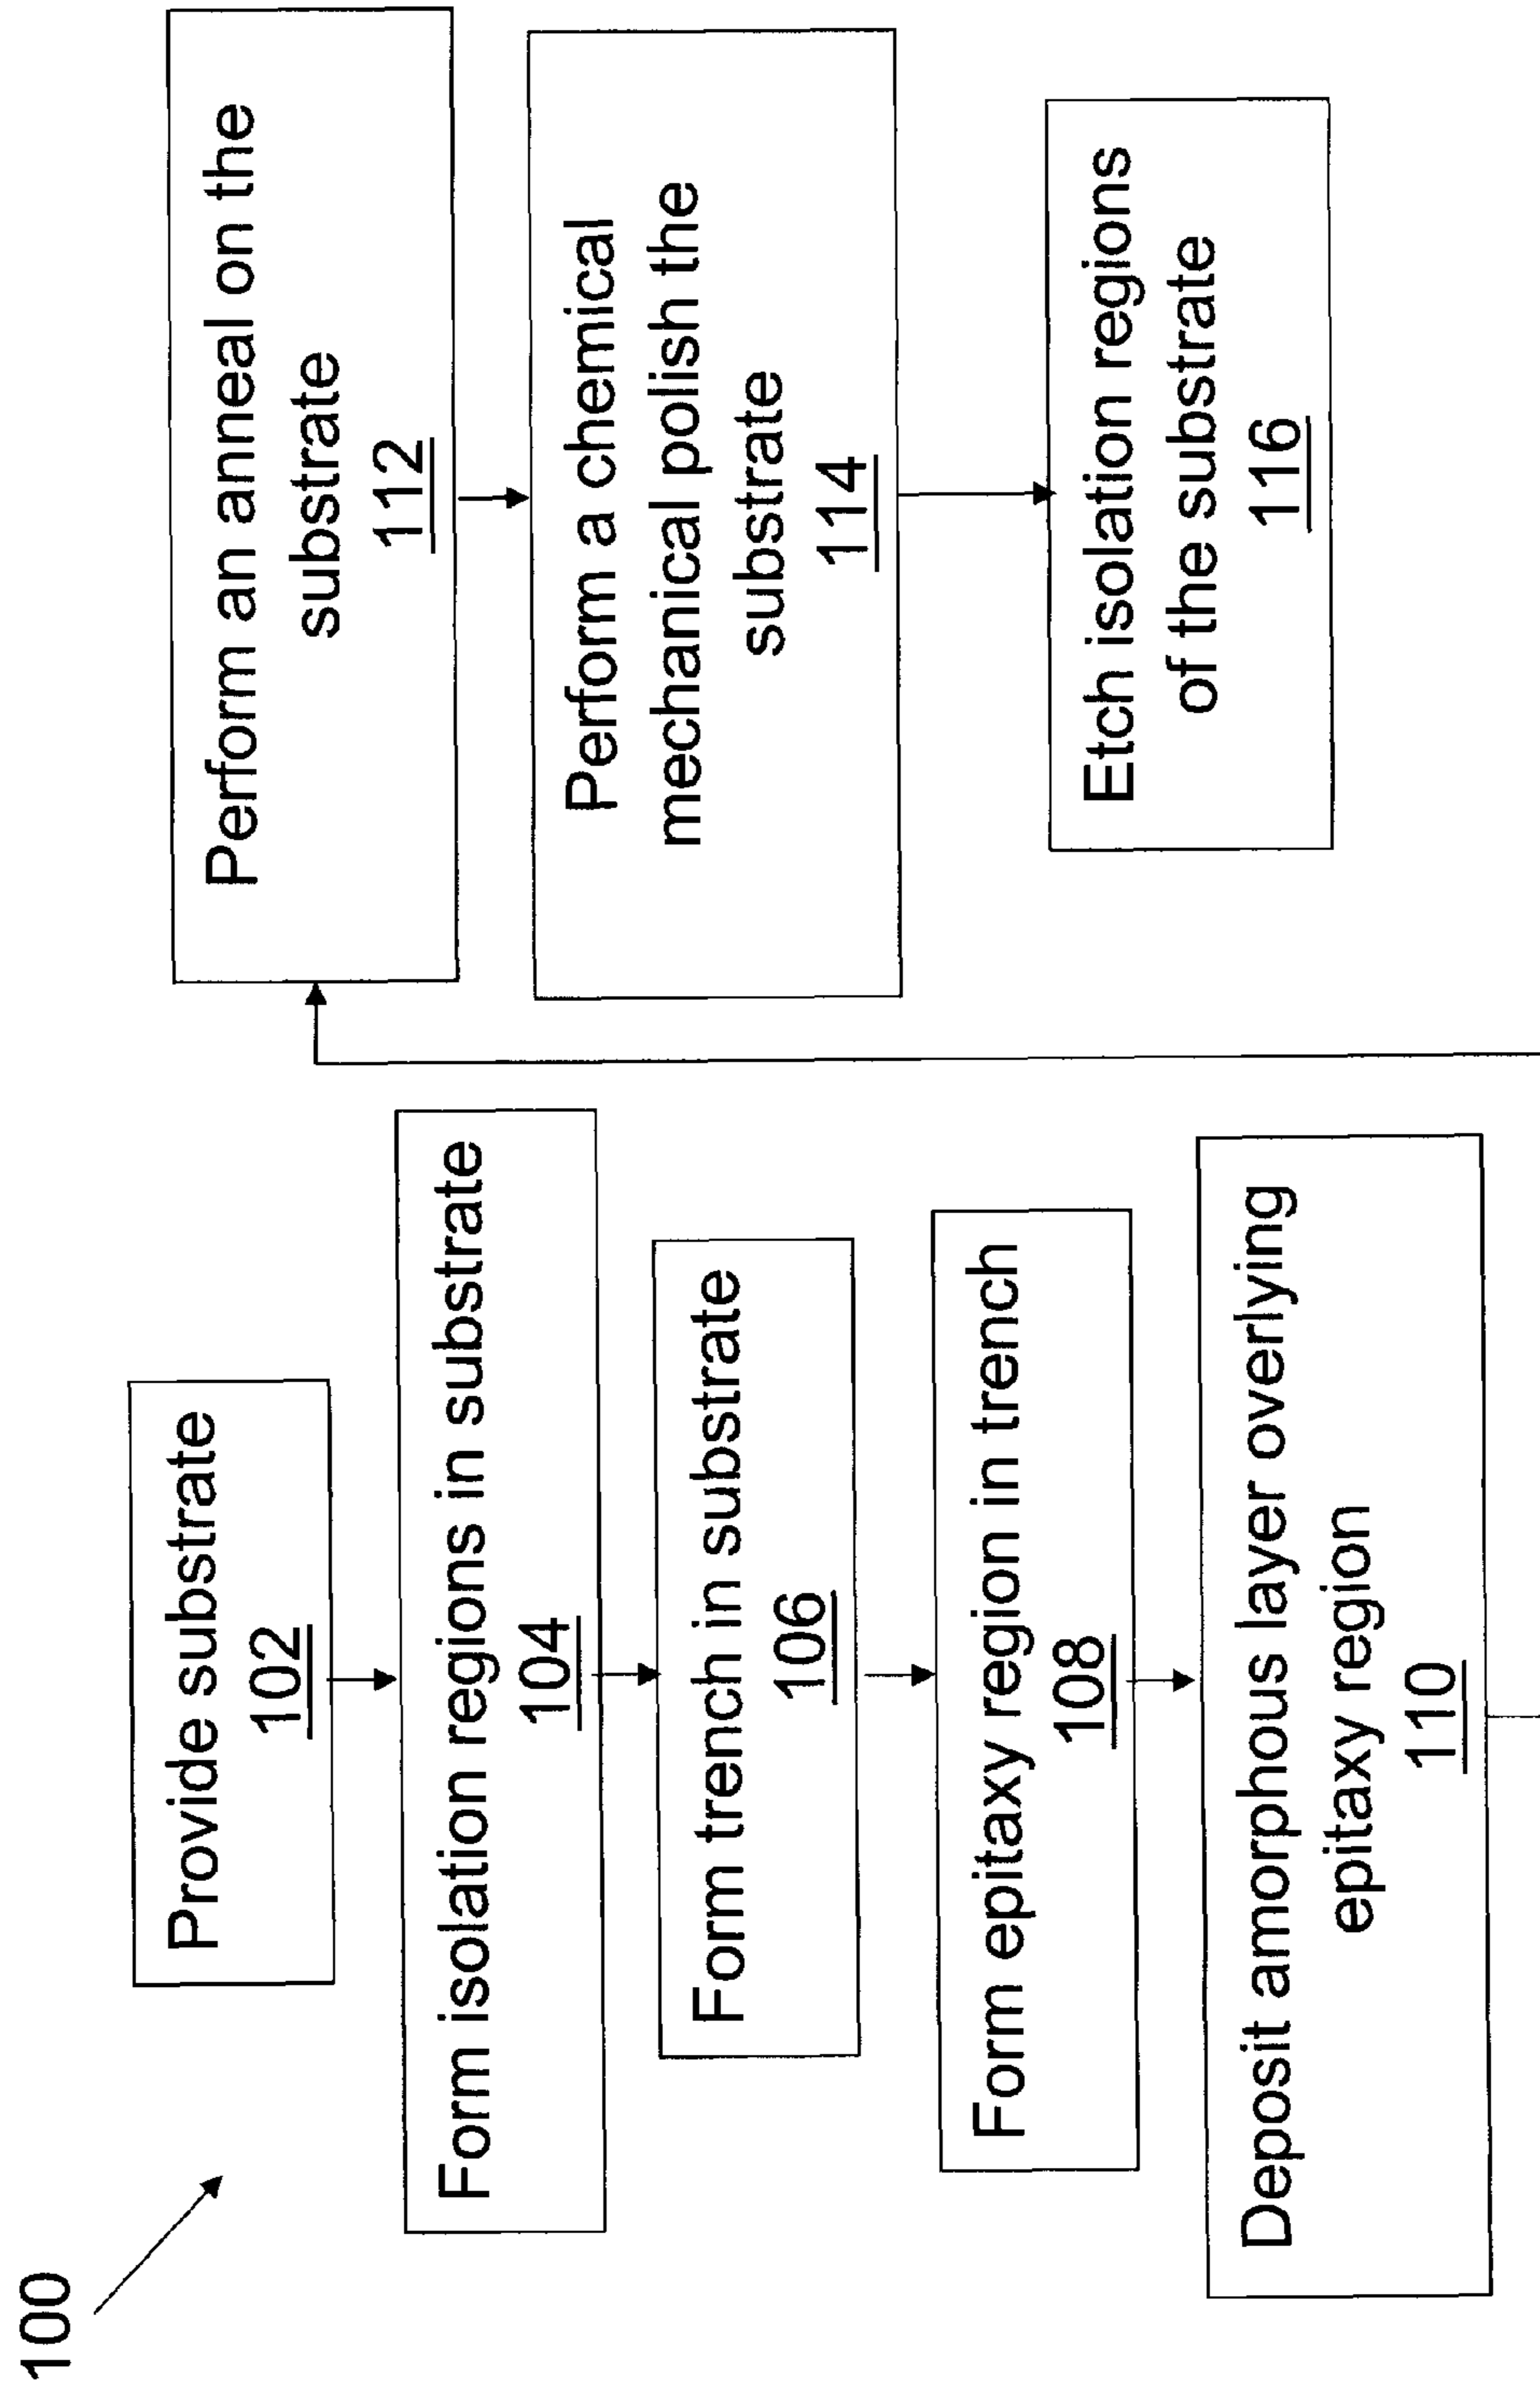 100
Provide substrate
102
Form isolation regions in substrate
104
Form trench in substrate
106
Form epitaxy region in trench
108
Deposit amorphous layer overlying
epitaxy region
110
Perform an anneal on the
substrate
112
Perform a chemical
mechanical polish the
substrate
114
Etch isolation regions
of the substrate
116